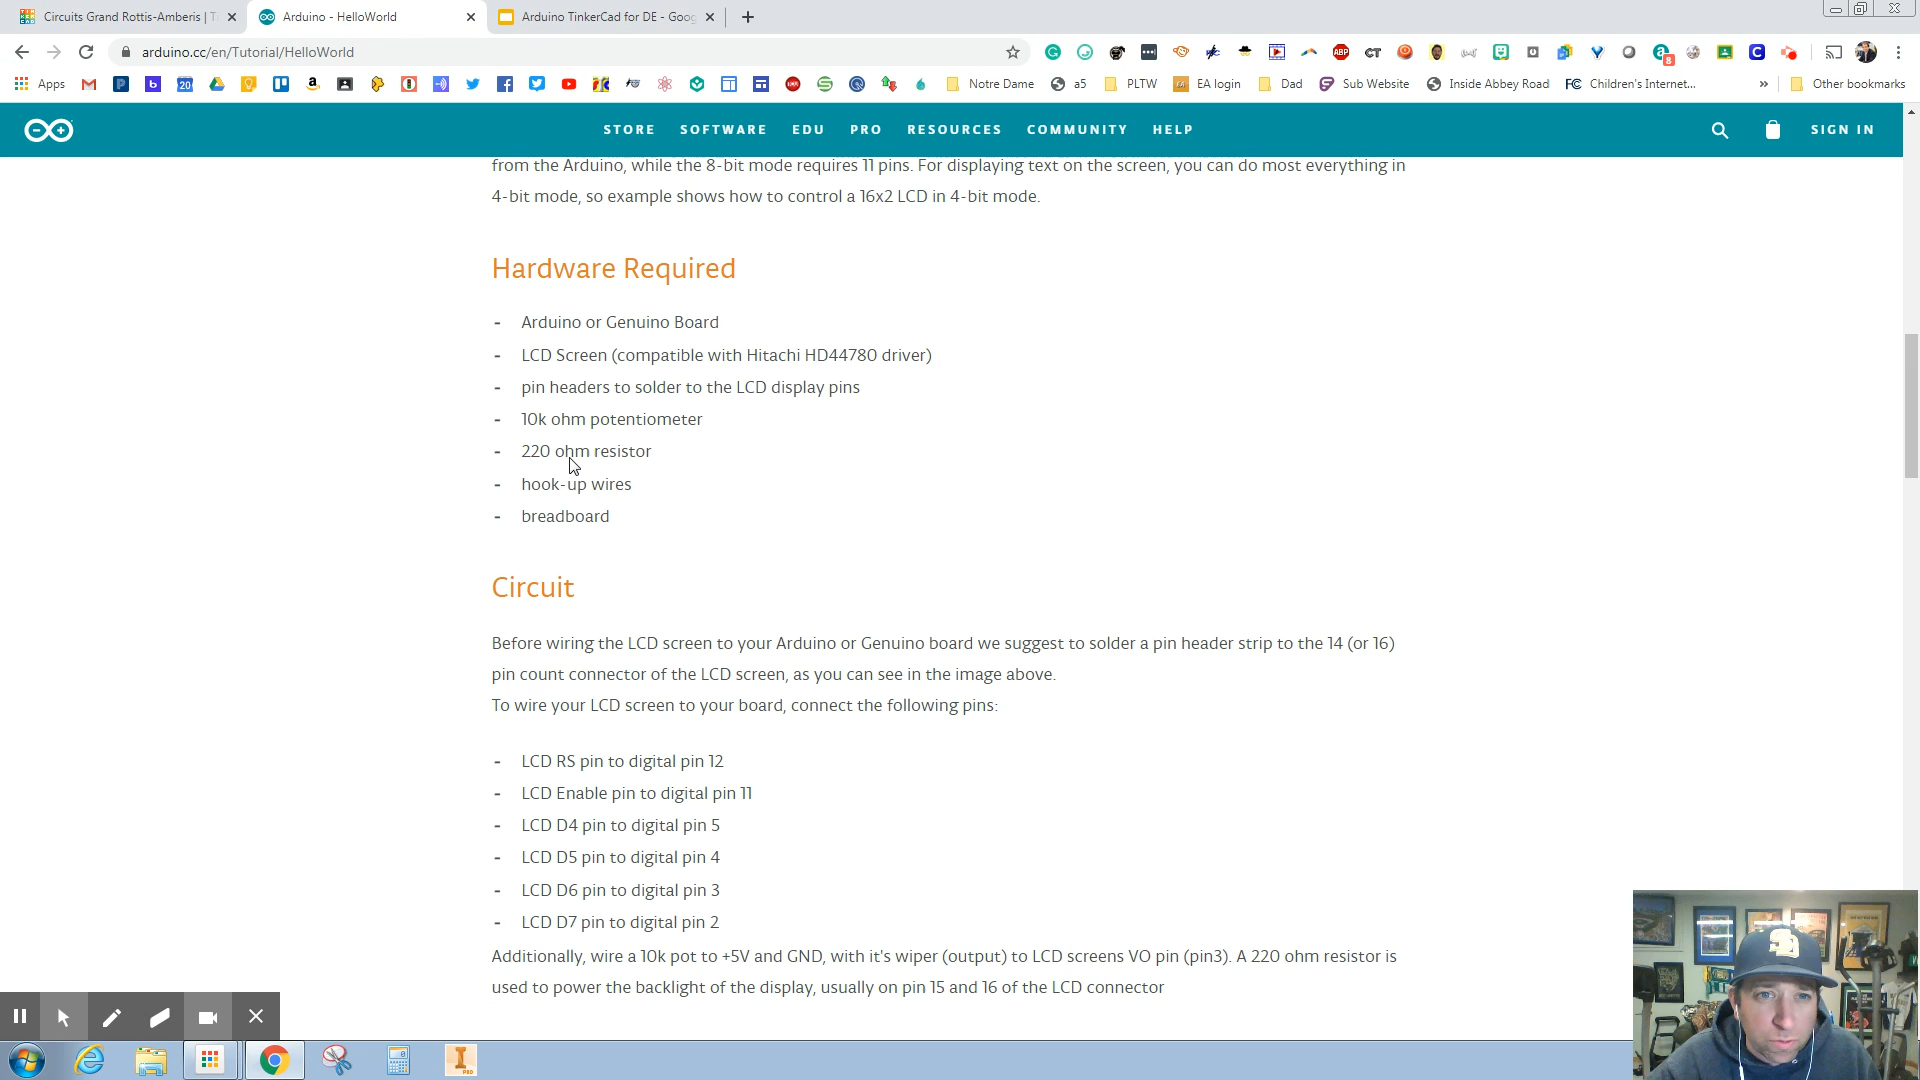 Circuits Grand Rottis-Amberis | T
Arduino - HelloWorld
Arduino TinkerCad for DE - Goog
arduino.cc/en/Tutorial/HelloWorld
Apps
Notre Dame
a5
PLTW
EA login
Dad
Sub Website
Inside Abbey Road
Children's Internet...
Other bookmarks
STORE SOFTWARE EDU PRO RESOURCES COMMUNITY HELP
SIGN IN
from the Arduino, while the 8-bit mode requires 11 pins. For displaying text on the screen, you can do most everything in
4-bit mode, so example shows how to control a 16x2 LCD in 4-bit mode.
Hardware Required
- Arduino or Genuino Board
- LCD Screen (compatible with Hitachi HD44780 driver)
- pin headers to solder to the LCD display pins
- 10k ohm potentiometer
- 220 ohm resistor
- hook-up wires
- breadboard
Circuit
Before wiring the LCD screen to your Arduino or Genuino board we suggest to solder a pin header strip to the 14 (or 16)
pin count connector of the LCD screen, as you can see in the image above.
To wire your LCD screen to your board, connect the following pins:
- LCD RS pin to digital pin 12
- LCD Enable pin to digital pin 11
- LCD D4 pin to digital pin 5
- LCD D5 pin to digital pin 4
- LCD D6 pin to digital pin 3
- LCD D7 pin to digital pin 2
Additionally, wire a 10k pot to +5V and GND, with it's wiper (output) to LCD screens VO pin (pin3). A 220 ohm resistor is
used to power the backlight of the display, usually on pin 15 and 16 of the LCD connector